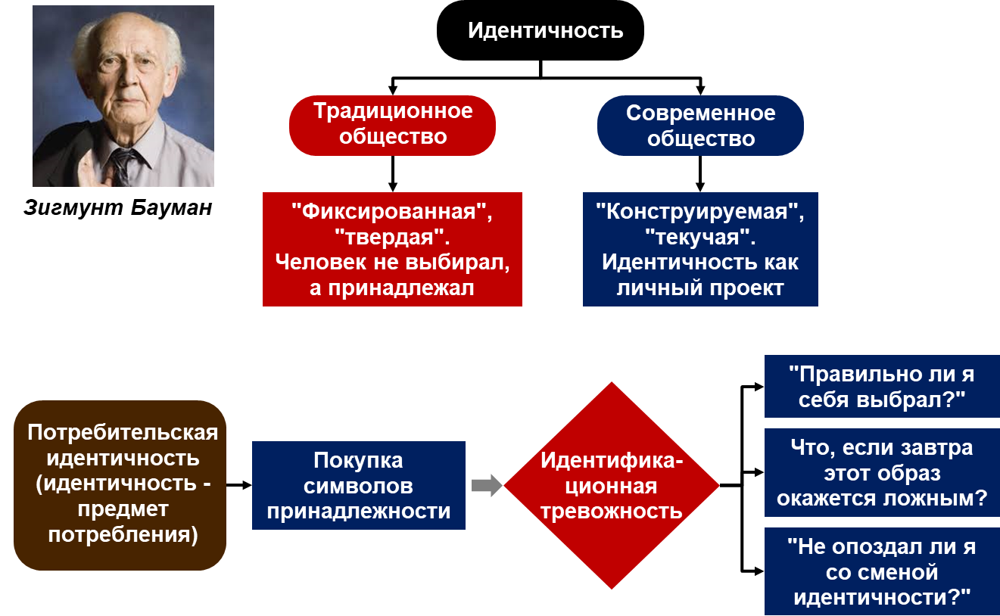 Идентичность
Традиционное
общество
Современное
общество
Зигмунт Бауман
"Фиксированная",
"твердая".
Человек не выбирал,
а принадлежал
"Конструируемая",
"текучая".
Идентичность как
личный проект
Потребительская
идентичность
(идентичность -
предмет
потребления)
Покупка
символов
принадлежности
Идентифика-
ционная
тревожность
"Правильно ли я
себя выбрал?"
Что, если завтра
этот образ
окажется ложным?
"Не опоздал ли я
со сменой
идентичности?"